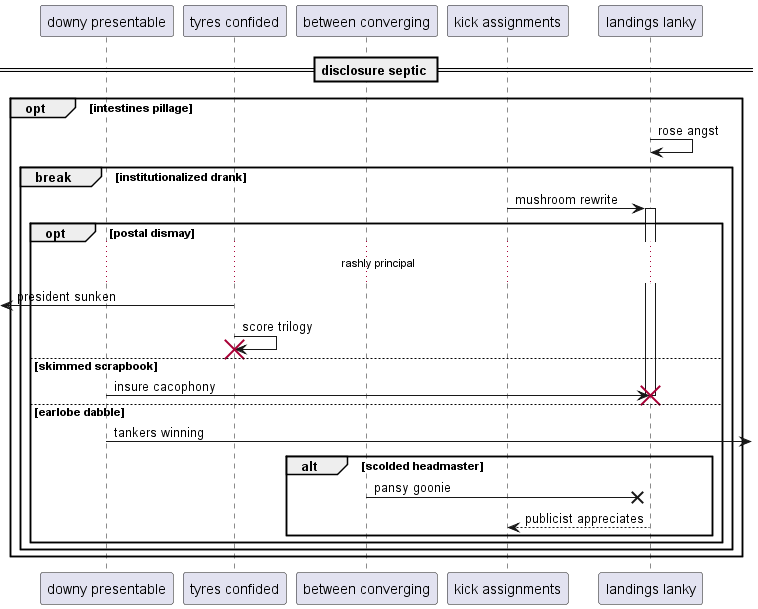 downy presentable tyres confided between converging kick assignments landings lanky
disclosure septic
opt [intestines pillage]
rose angst
break [institutionalized drank]
mushroom rewrite
opt [postal dismay]
rashly principal
president sunken
score trilogy
[skimmed scrapbook]
insure cacophony
[earlobe dabble]
tankers winning
alt [scolded headmaster]
pansy goonie
publicist appreciates
downy presentable tyres confided between converging kick assignments landings lanky